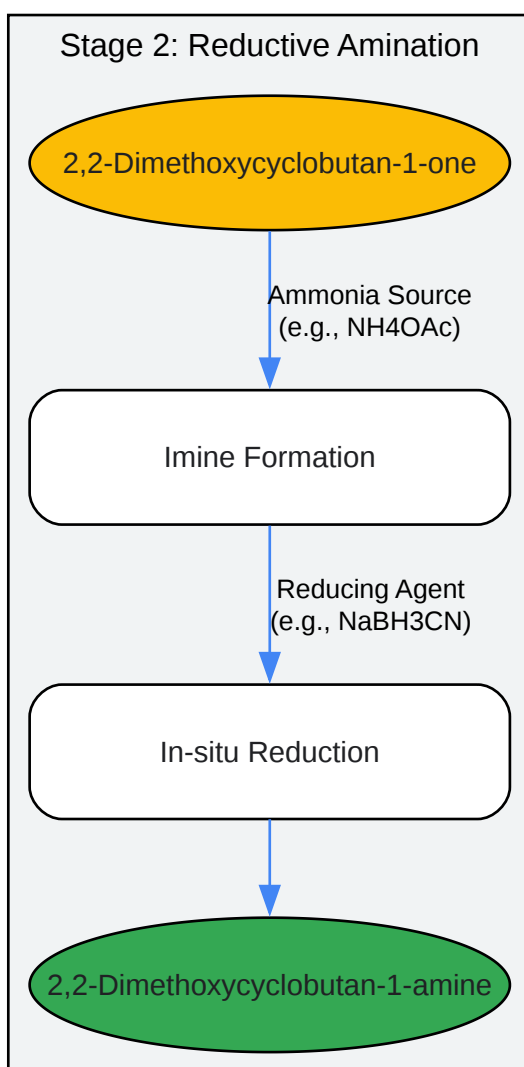 Stage 2: Reductive Amination
2,2-Dimethoxycyclobutan-1-one
Ammonia Source
(e.g., NH4OAc)
Imine Formation
Reducing Agent
(e.g., NaBH3CN)
In-situ Reduction
2,2-Dimethoxycyclobutan-1-amine